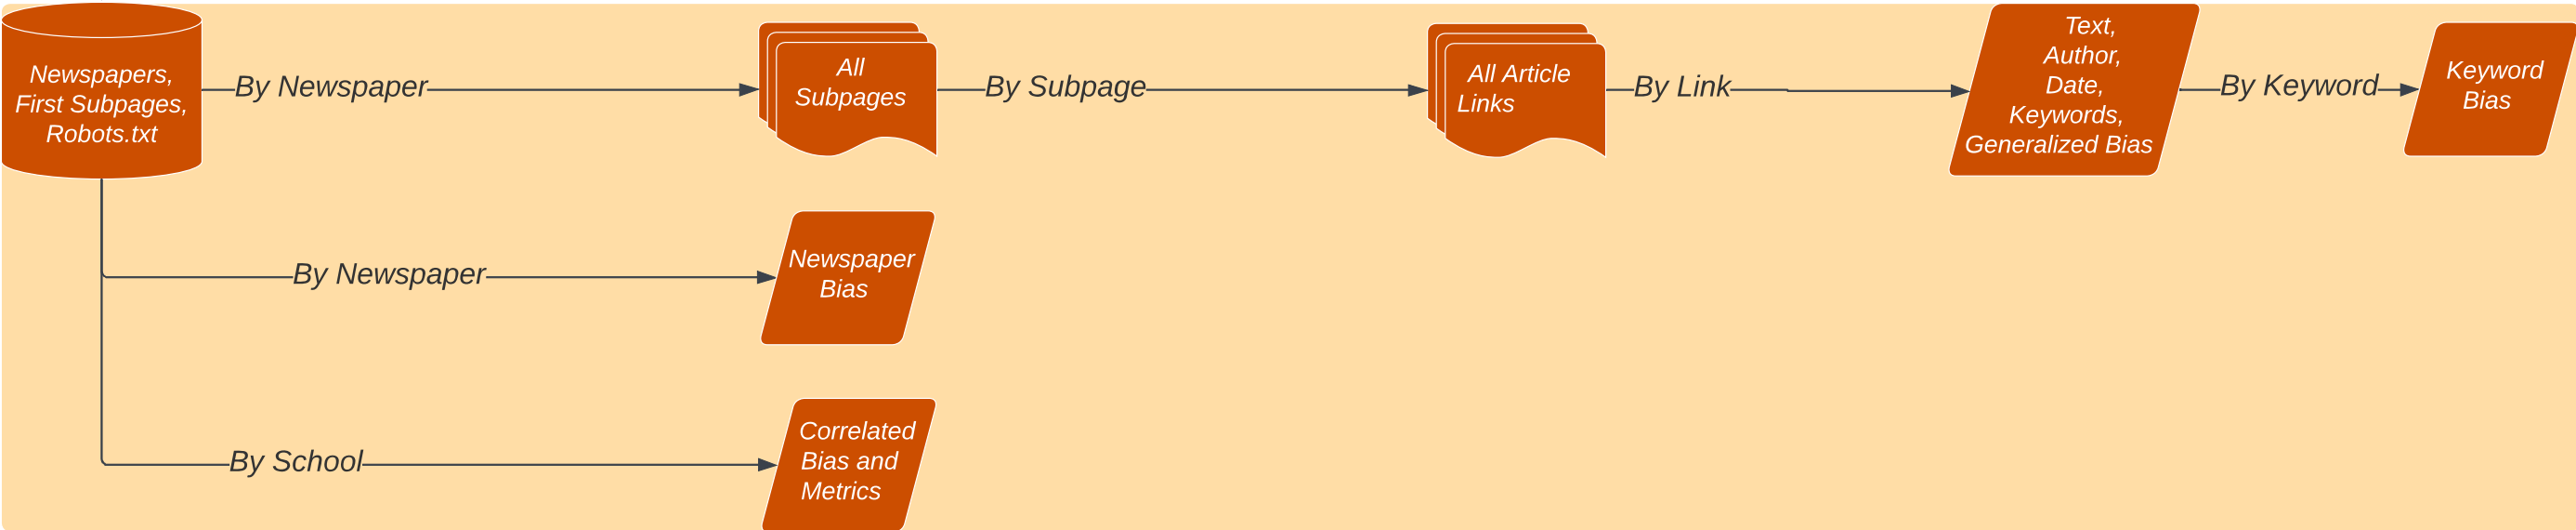 Newspapers,
First Subpages,
Robots.txt
By Newspaper
All
Subpages
By Subpage
All Article
Links
By Link
Text,
Author,
Date,
Keywords,
Generalized Bias
By Keyword
Keyword
Bias
By Newspaper
Newspaper
Bias
By School
Correlated
Bias and
Metrics